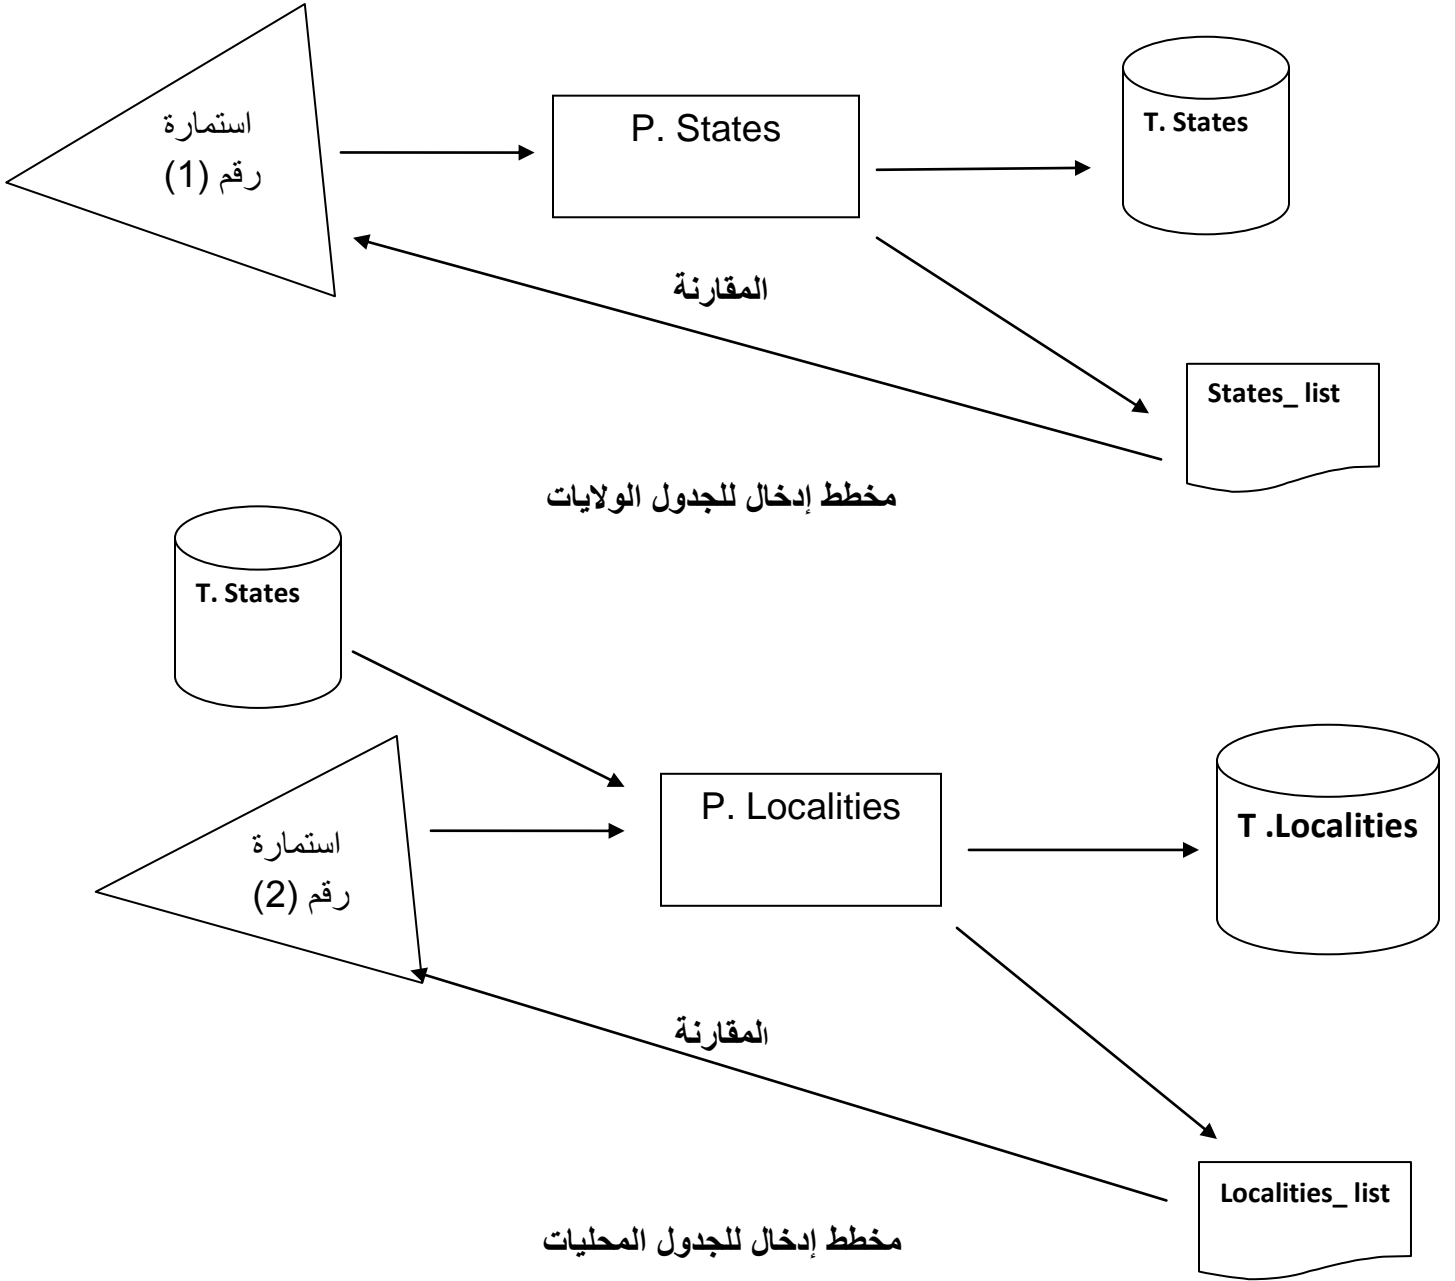 استمارة
رقم (1)
P. States
T. States
المقارنة
States_ list
مخطط إدخال للجدول الولايات
T. States
استمارة
رقم (2)
P. Localities
T .Localities
المقارنة
Localities_ list
مخطط إدخال للجدول المحليات